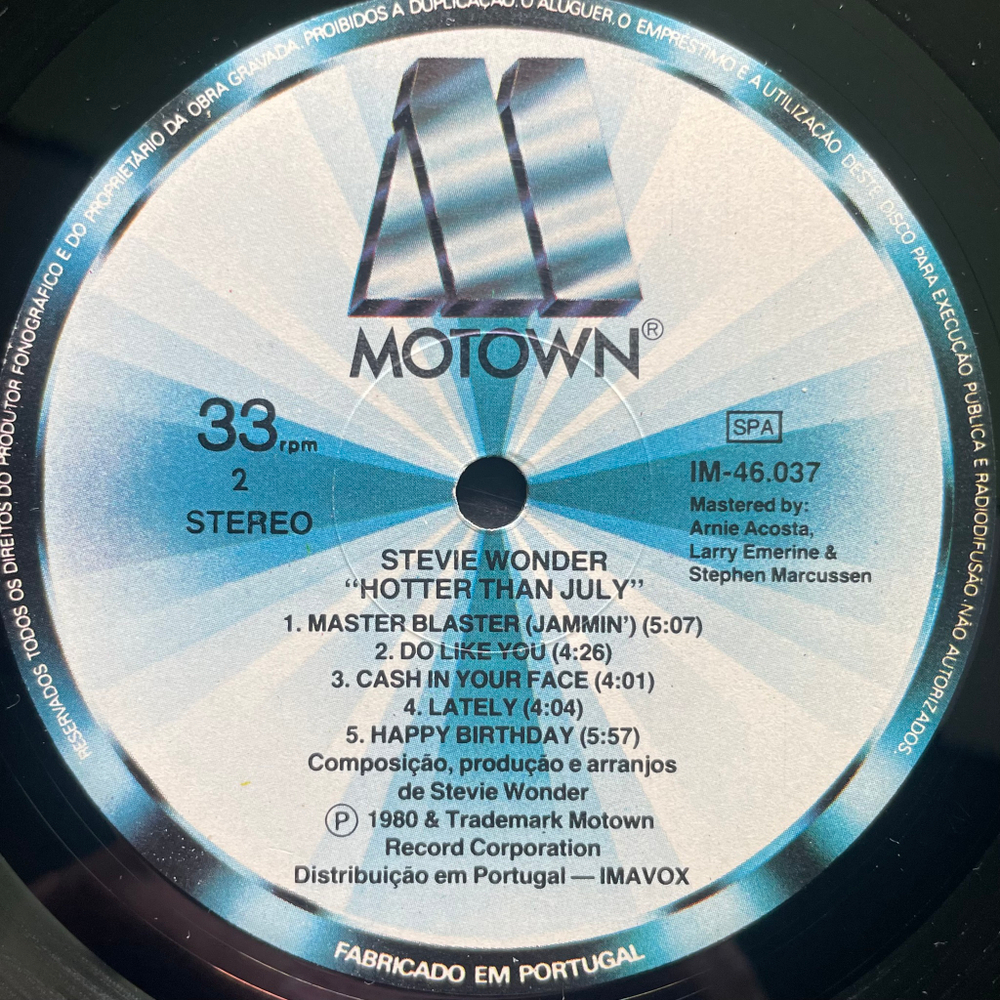 RESERVADOS TODOS OS DIREITOS DO PRODUTOR FONOGRÁFICO E DO PROPRIETÁRIO DA OBRA GRAVADA. PROIBIDOS A DUPLICAÇÃO. O ALUGUER. O EMPRÉSTIMO E A UTILIZAÇÃO DESTE DISCO PARA EXECUÇÃO PÚBLICA E RADIODIFUSÃO NÃO AUTORIZADOS.
MOTOWN®
33rpm
2
STEREO
SPA
IM-46.037
Mastered by:
Arnie Acosta,
Larry Emerine &
Stephen Marcussen
STEVIE WONDER
“HOTTER THAN JULY”
1. MASTER BLASTER (JAMMIN’) (5:07)
2. DO LIKE YOU (4:26)
3. CASH IN YOUR FACE (4:01)
4. LATELY (4:04)
5. HAPPY BIRTHDAY (5:57)
Composição, produção e arranjos
de Stevie Wonder
Ⓟ 1980 & Trademark Motown
Record Corporation
Distribuição em Portugal — IMAVOX
FABRICADO EM PORTUGAL